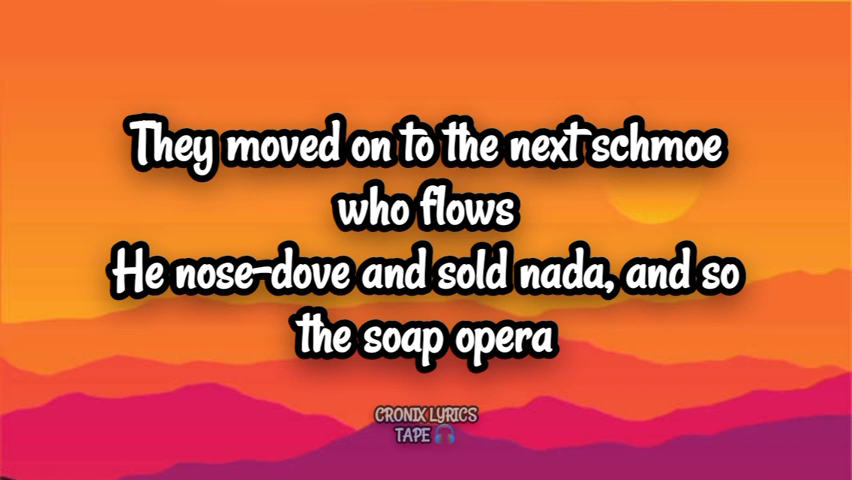 They moved on to the next schmoe
who flows
He nose-dove and sold nada, and so
the soap opera
CRONIX LYRICS
TAPE🎧